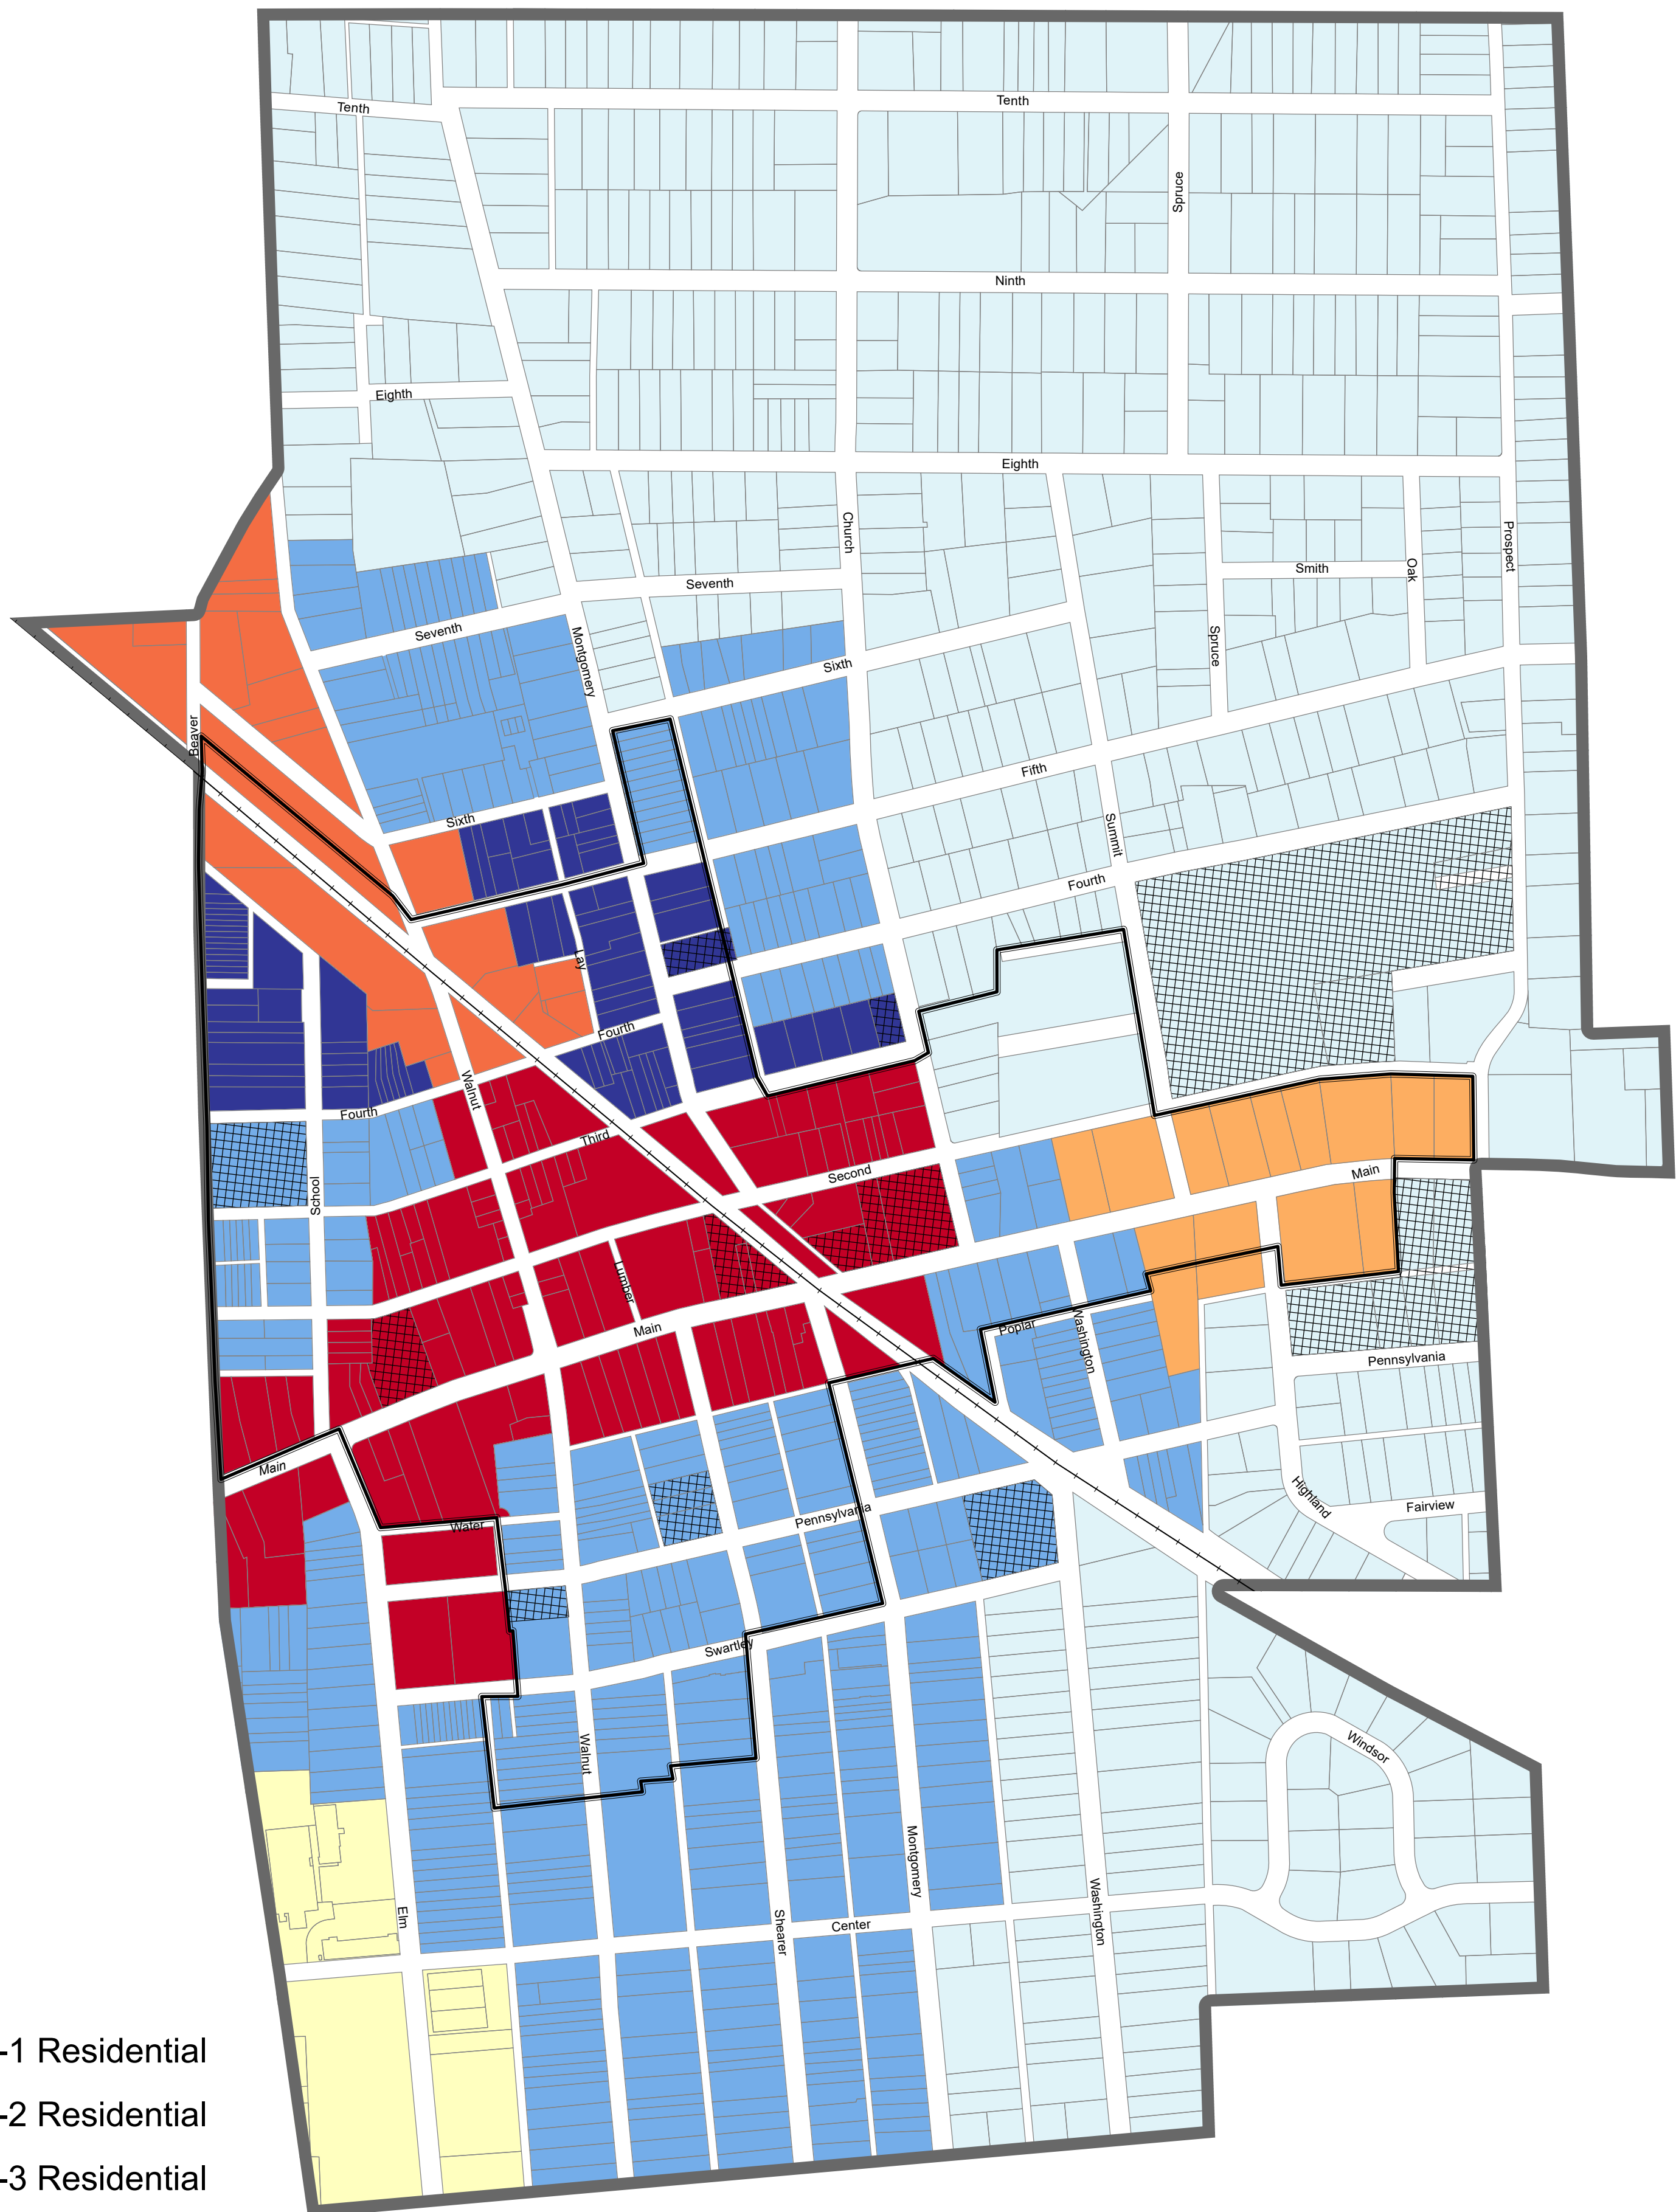 Tenth
Tenth
Spruce
Ninth
Eighth
Eighth
Church
Prospect
Smith
Oak
Seventh
Seventh
Montgomery
Spruce
Sixth
Beaver
Fifth
Sixth
Summit
Fourth
Lay
Fourth
Walnut
Fourth
Third
Second
Main
School
Lumber
Main
Poplar
Washington
Pennsylvania
Main
Highland
Fairview
Pennsylvania
Water
Swartley
Walnut
Windsor
Montgomery
Washington
Elm
Shearer
Center
-1 Residential
-2 Residential
-3 Residential